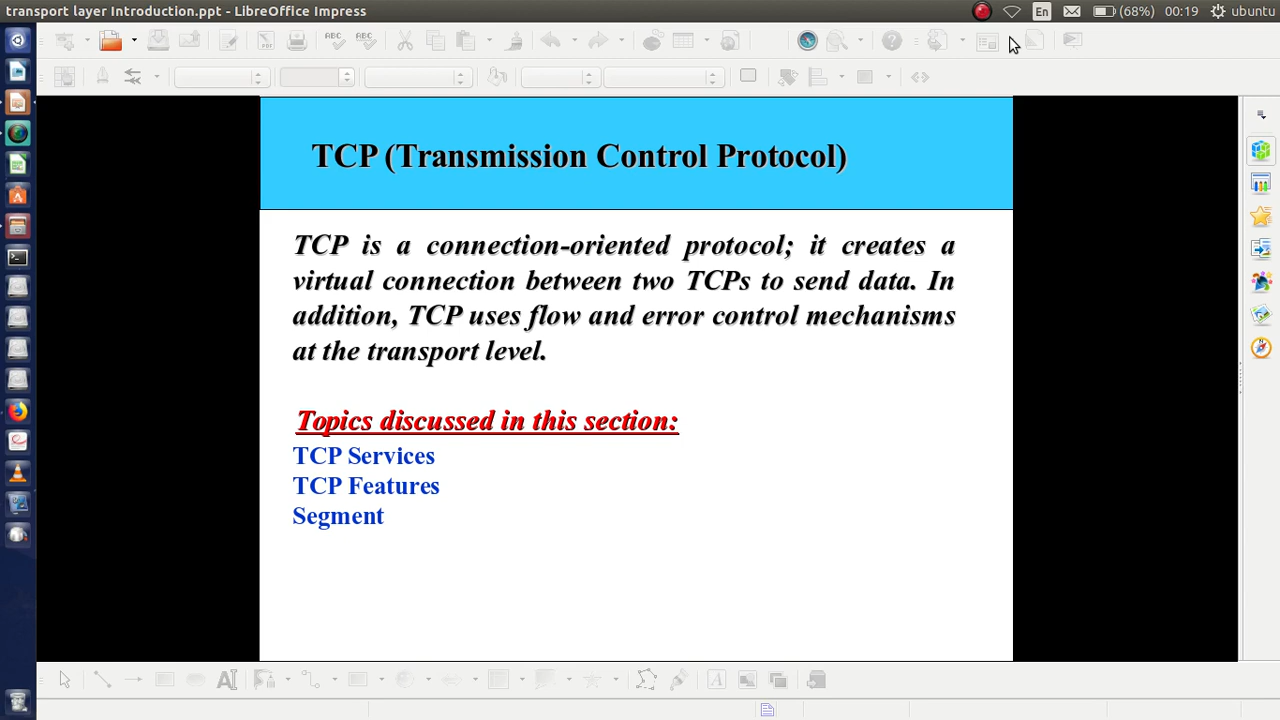 transport layer Introduction.ppt - LibreOffice Impress
En
(68%)
00:19
ubuntu
TCP (Transmission Control Protocol)
TCP is a connection-oriented protocol; it creates a
virtual connection between two TCPs to send data. In
addition, TCP uses flow and error control mechanisms
at the transport level.
Topics discussed in this section:
TCP Services
TCP Features
Segment